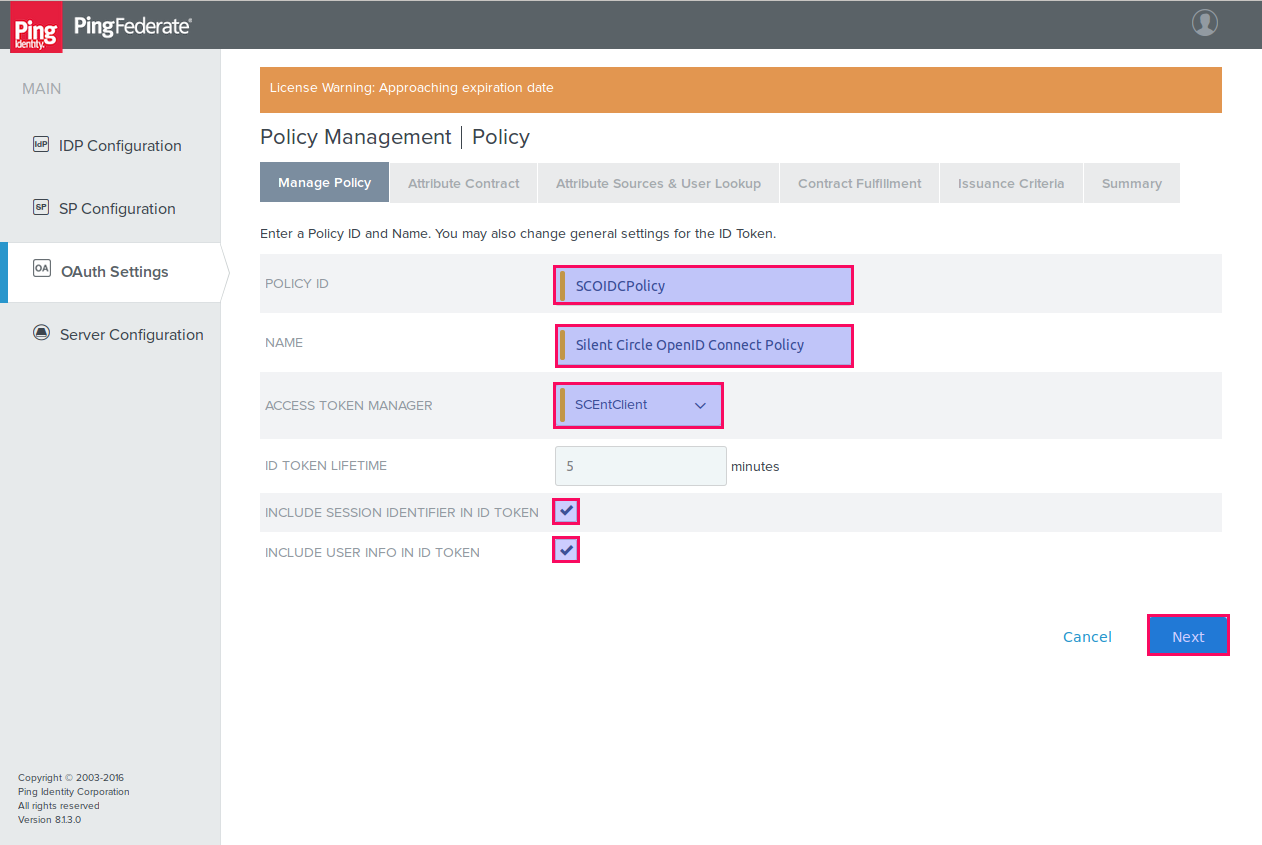 Ping
Identity.
PingFederate®
MAIN
IdP IDP Configuration
SP SP Configuration
OA OAuth Settings
Server Configuration
License Warning: Approaching expiration date
Policy Management | Policy
Manage Policy Attribute Contract Attribute Sources & User Lookup Contract Fulfillment Issuance Criteria Summary
Enter a Policy ID and Name. You may also change general settings for the ID Token.
POLICY ID SCOIDCPolicy
NAME Silent Circle OpenID Connect Policy
ACCESS TOKEN MANAGER SCEntClient
ID TOKEN LIFETIME 5 minutes
INCLUDE SESSION IDENTIFIER IN ID TOKEN
INCLUDE USER INFO IN ID TOKEN
Cancel Next
Copyright © 2003-2016
Ping Identity Corporation
All rights reserved
Version 8.1.3.0